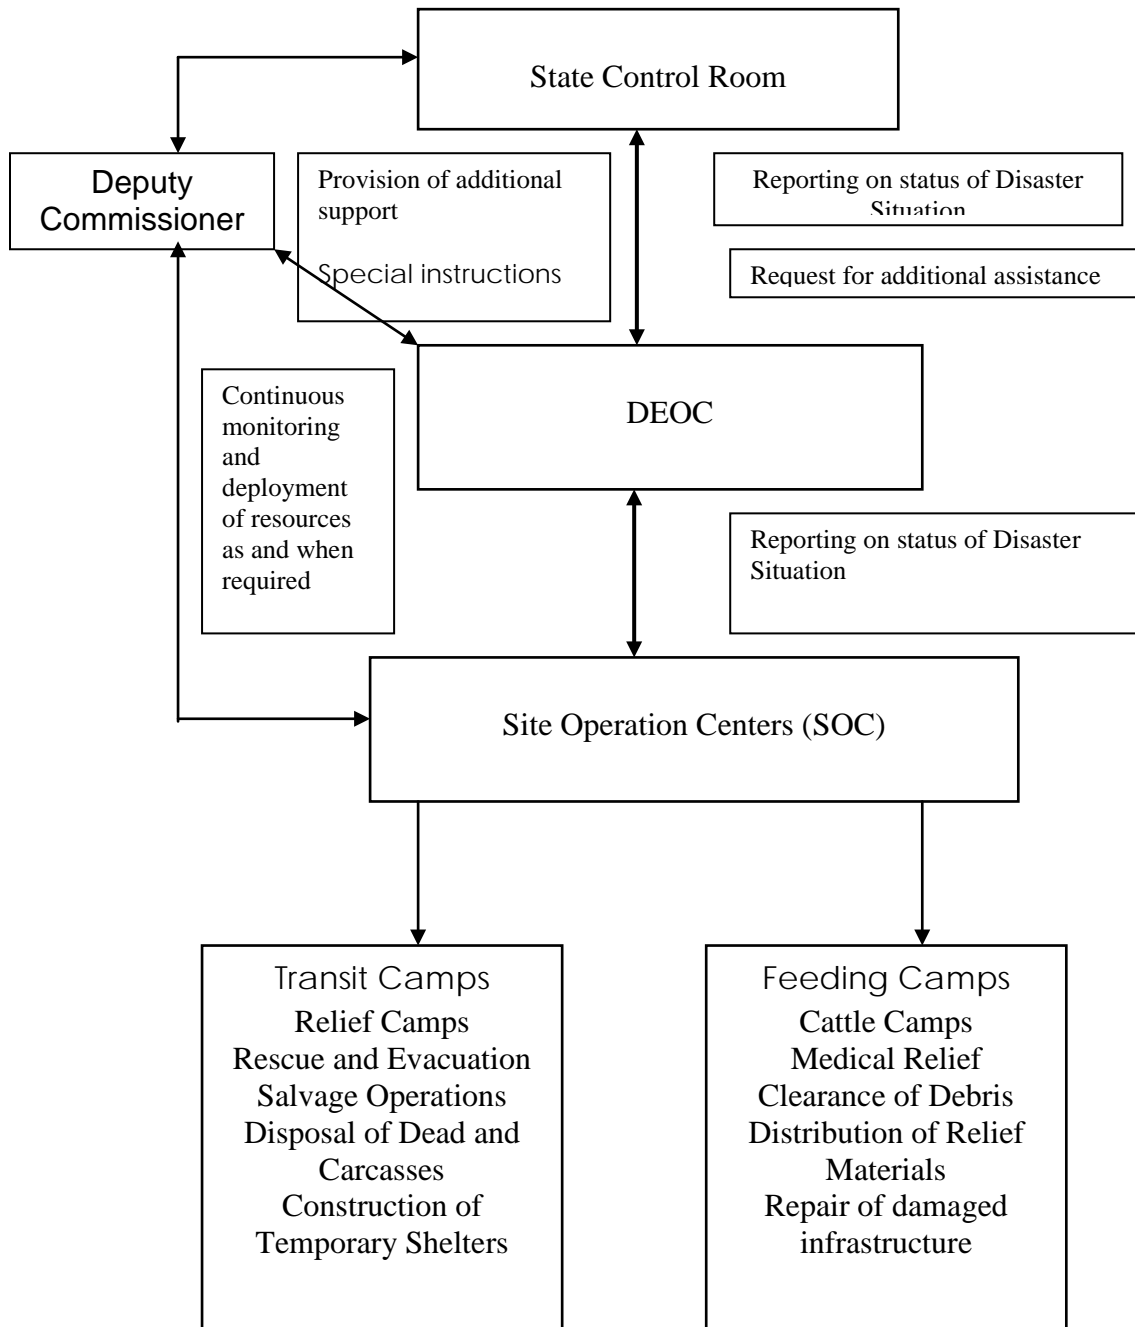 State Control Room
Deputy
Commissioner
Provision of additional
support
Special instructions
Reporting on status of Disaster
Situation
Request for additional assistance
DEOC
Continuous
monitoring
and
deployment
of resources
as and when
required
Reporting on status of Disaster
Situation
Site Operation Centers (SOC)
Transit Camps
Relief Camps
Rescue and Evacuation
Salvage Operations
Disposal of Dead and
Carcasses
Construction of
Temporary Shelters
Feeding Camps
Cattle Camps
Medical Relief
Clearance of Debris
Distribution of Relief
Materials
Repair of damaged
infrastructure